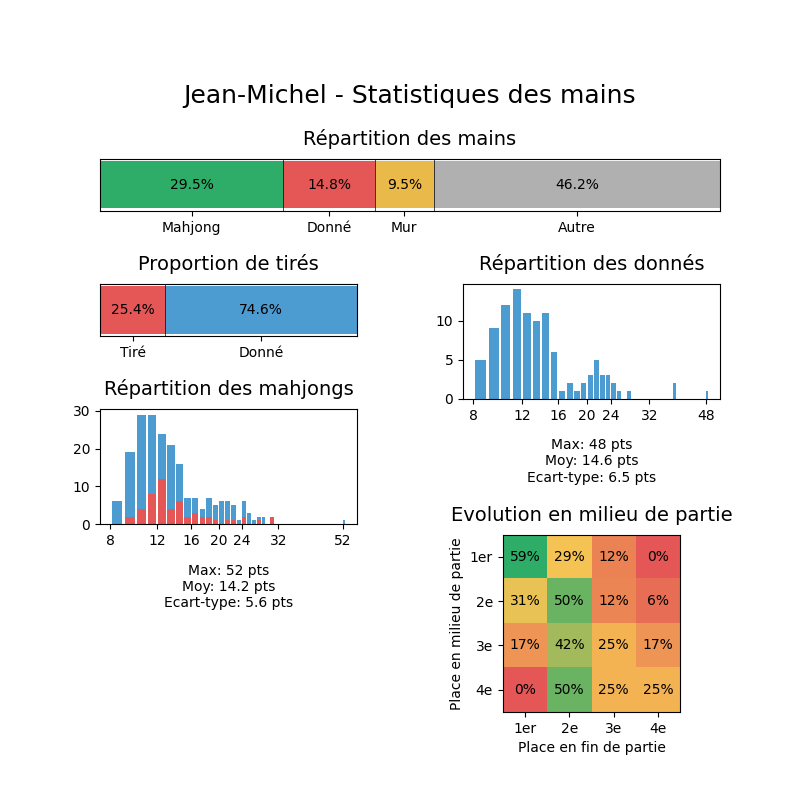 Jean-Michel - Statistiques des mains
Répartition des mains
29.5% 14.8% 9.5% 46.2%
Mahjong Donné Mur Autre
Proportion de tirés
25.4% 74.6%
Tiré Donné
Répartition des mahjongs
30
20
10
0
8 12 16 20 24 32 52
Max: 52 pts
Moy: 14.2 pts
Ecart-type: 5.6 pts
Répartition des donnés
10
5
0
8 12 16 20 24 32 48
Max: 48 pts
Moy: 14.6 pts
Ecart-type: 6.5 pts
Evolution en milieu de partie
Place en milieu de partie
1er 59% 29% 12% 0%
2e 31% 50% 12% 6%
3e 17% 42% 25% 17%
4e 0% 50% 25% 25%
1er 2e 3e 4e
Place en fin de partie